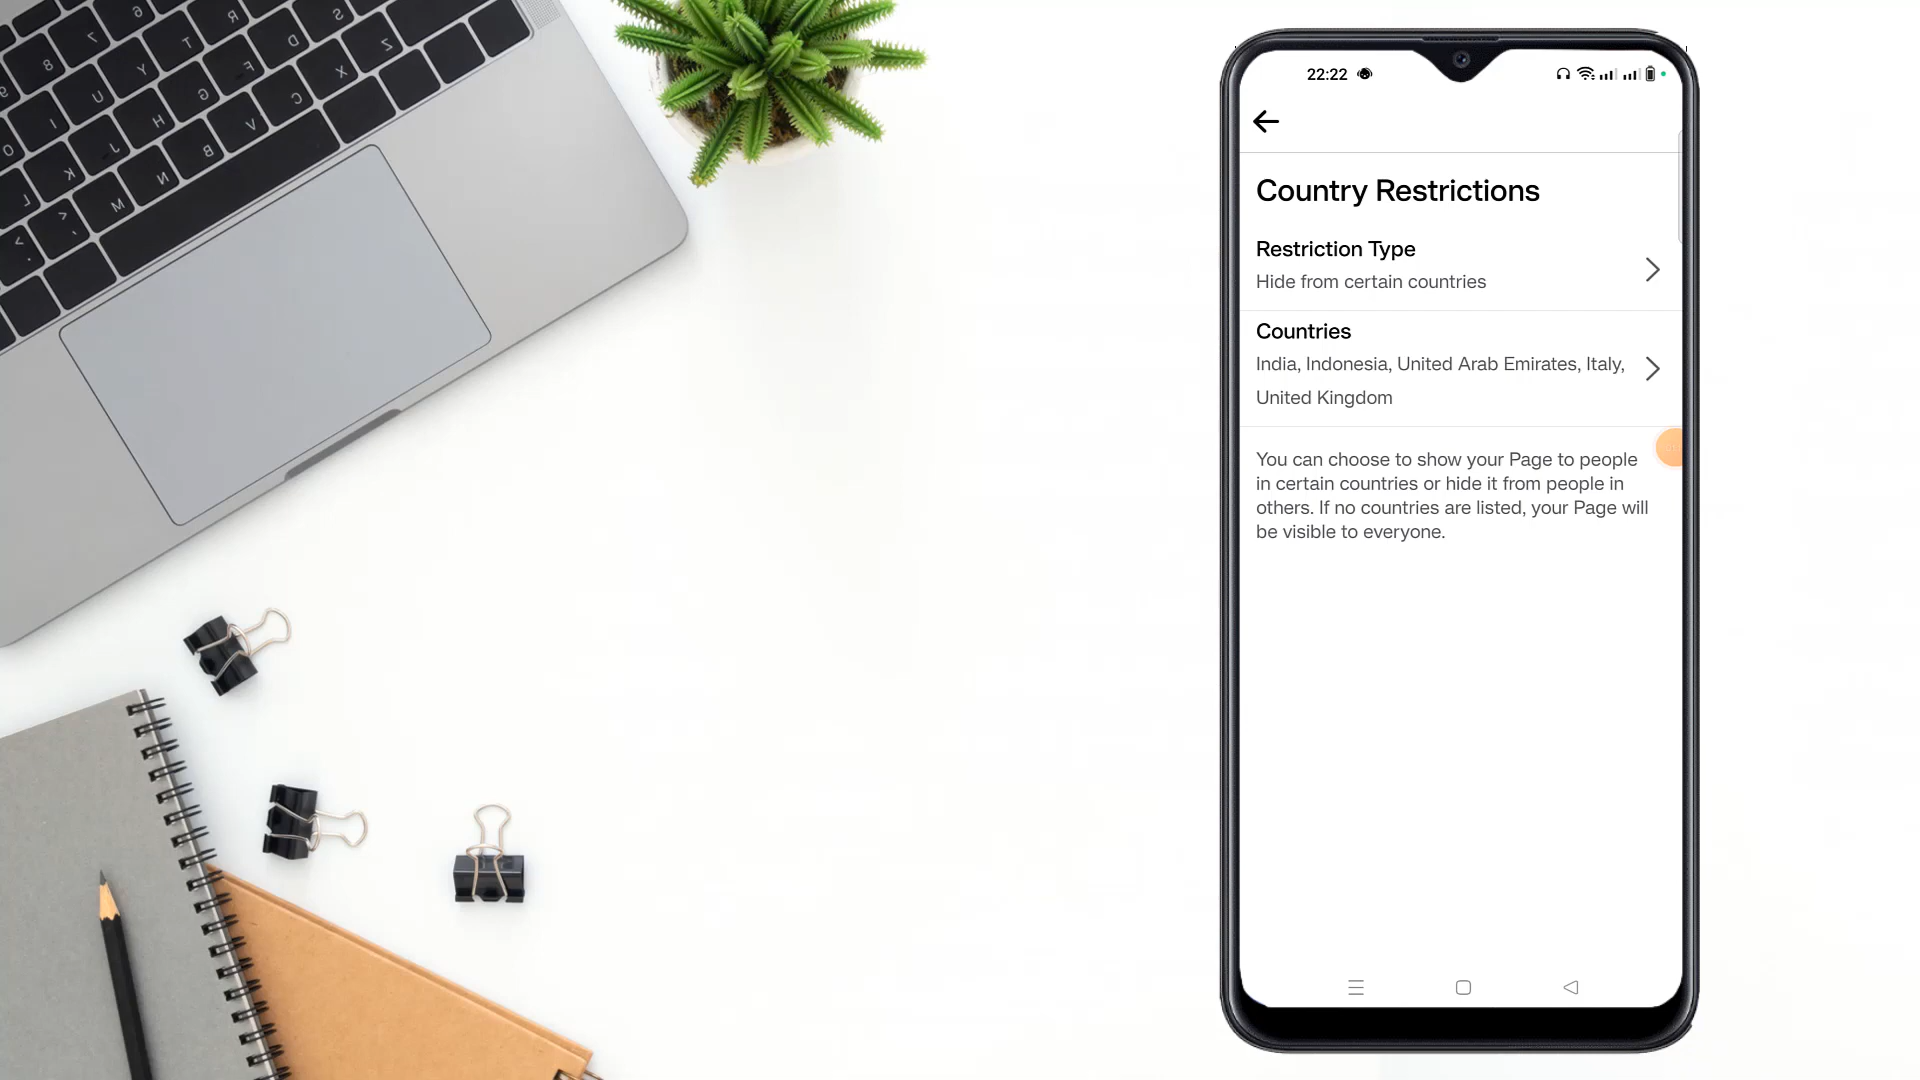 22:22
Country Restrictions
Restriction Type
Hide from certain countries
Countries
India, Indonesia, United Arab Emirates, Italy,
United Kingdom
You can choose to show your Page to people
in certain countries or hide it from people in
others. If no countries are listed, your Page will
be visible to everyone.